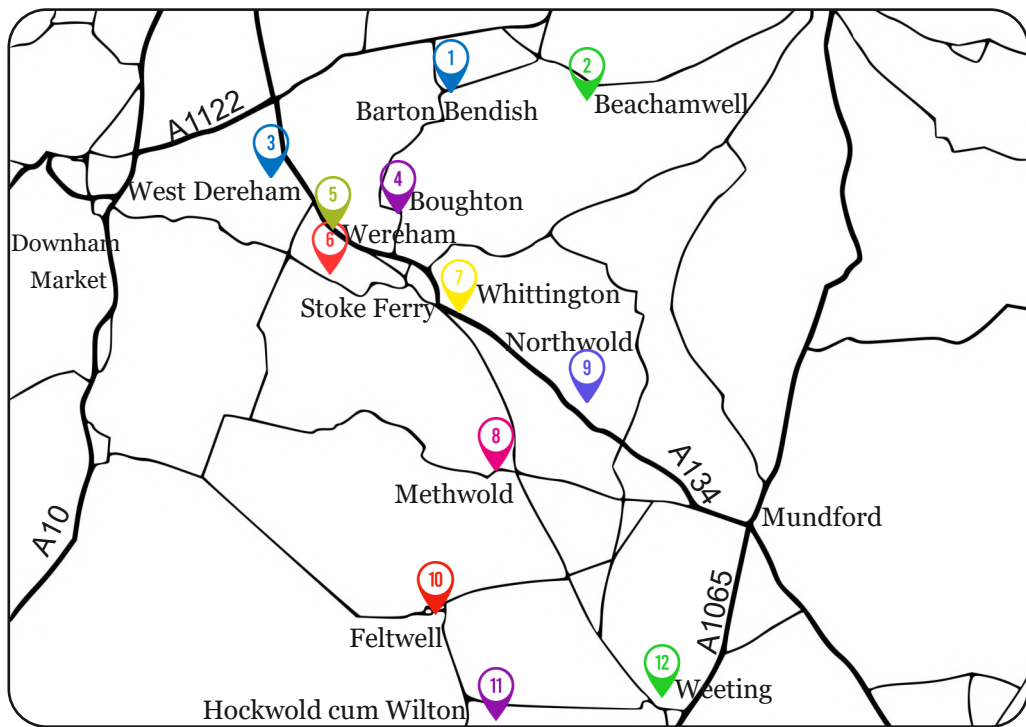 1
2
Barton Bendish
Beachamwell
A1122
3
West Dereham
4
Boughton
5
Wereham
6
Downham
Market
Stoke Ferry
7
Whittington
Northwold
9
8
Methwold
A134
Mundford
A10
10
Feltwell
A1065
11
Hockwold cum Wilton
12
Weeting